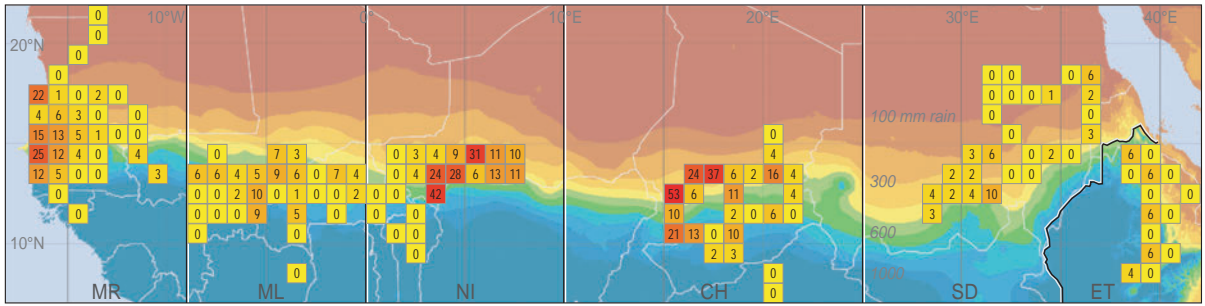 10°W 0° 10°E 20°E 30°E 40°E
0
0
20°N
0
0 0 0 0 6
22 1 0 2 0 0 0 0 1 2
4 6 3 0 0 100 mm rain 0 0
15 13 5 1 0 0 0 0 3
25 12 4 0 4 0 7 3 0 3 4 9 31 11 10 4 3 6 0 2 0 6 0
12 5 0 0 3 6 6 4 5 9 6 0 7 4 0 4 24 28 6 13 11 24 37 6 2 16 4 2 2 0 0 0 0
300
0 0 0 2 10 0 1 0 0 2 0 0 42 53 6 11 4 4 2 4 10 0 0 0
0 0 0 0 9 5 0 0 0 10 2 0 6 0 3 6 0
0 0 0 0 21 13 0 10 600 0
10°N
0 2 3 6 0
0 0 1000 4 0
MR ML NI CH 0 SD ET